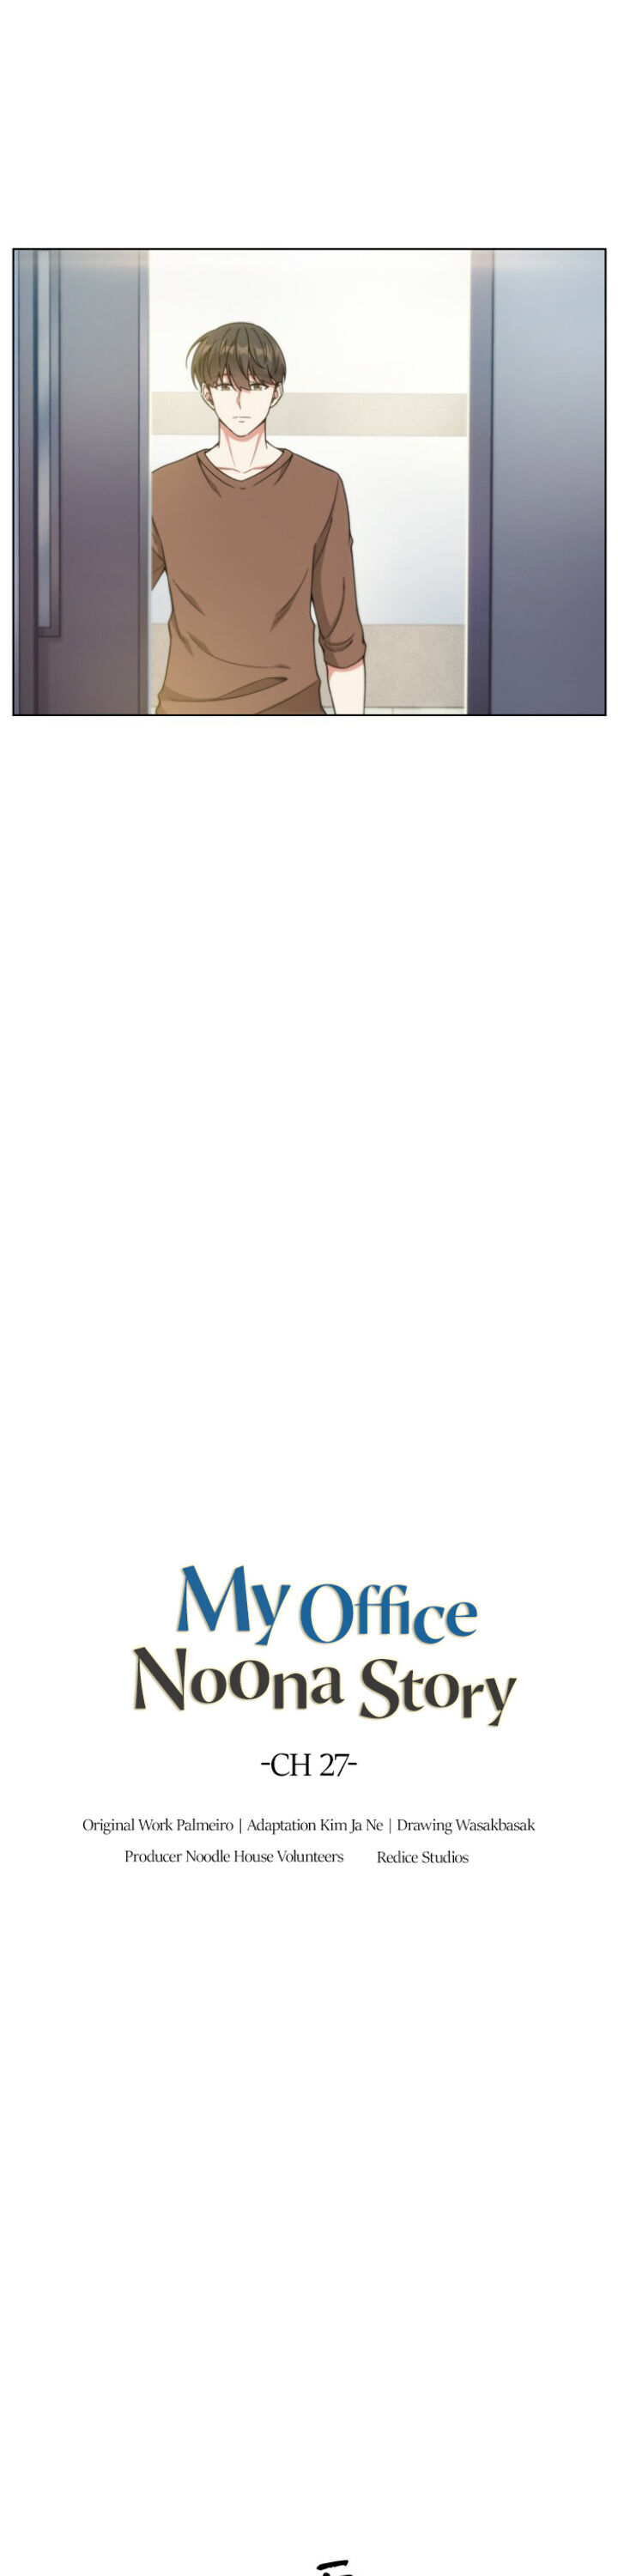 My Office
Noona Story
-CH 27-
Original Work Palmeiro | Adaptation Kim Ja Ne | Drawing Wasakbasak
Producer Noodle House Volunteers Redice Studios